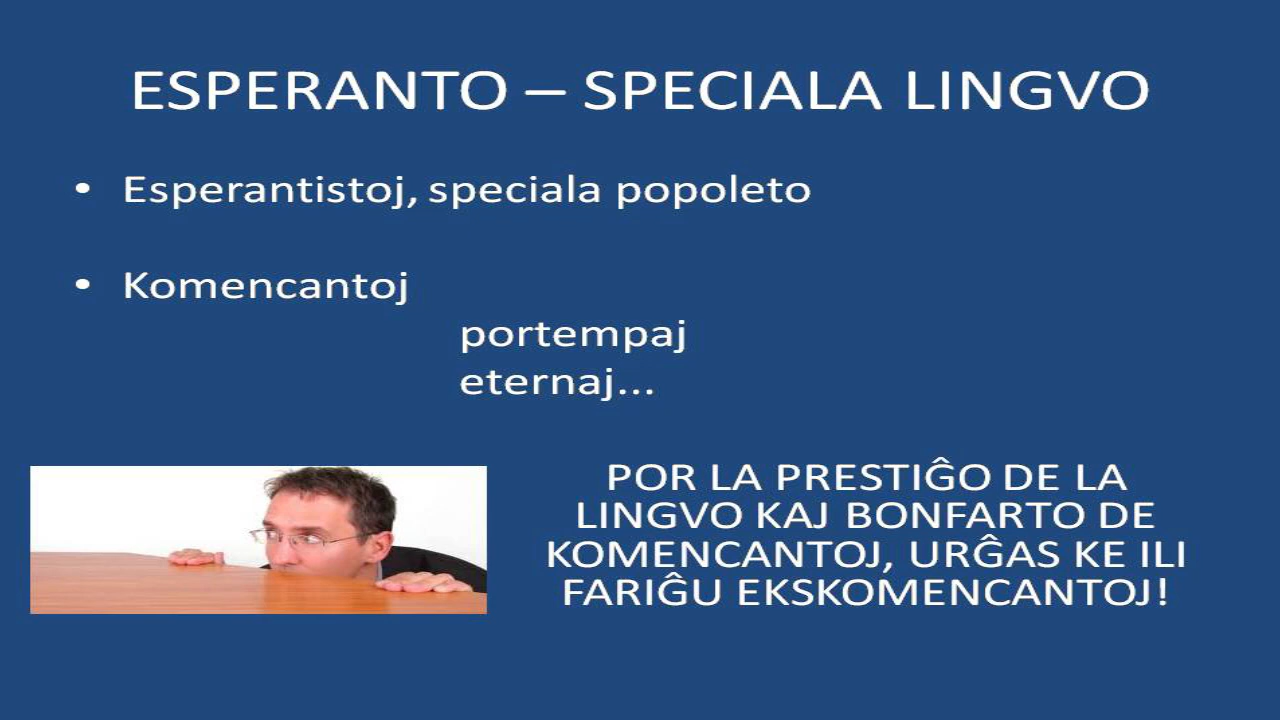 ESPERANTO – SPECIALA LINGVO
• Esperantistoj, speciala popoleto
• Komencantoj
portempaj
eternaj...
POR LA PRESTIĜO DE LA
LINGVO KAJ BONFARTO DE
KOMENCANTOJ, URĜAS KE ILI
FARIĜU EKSKOMENCANTOJ!